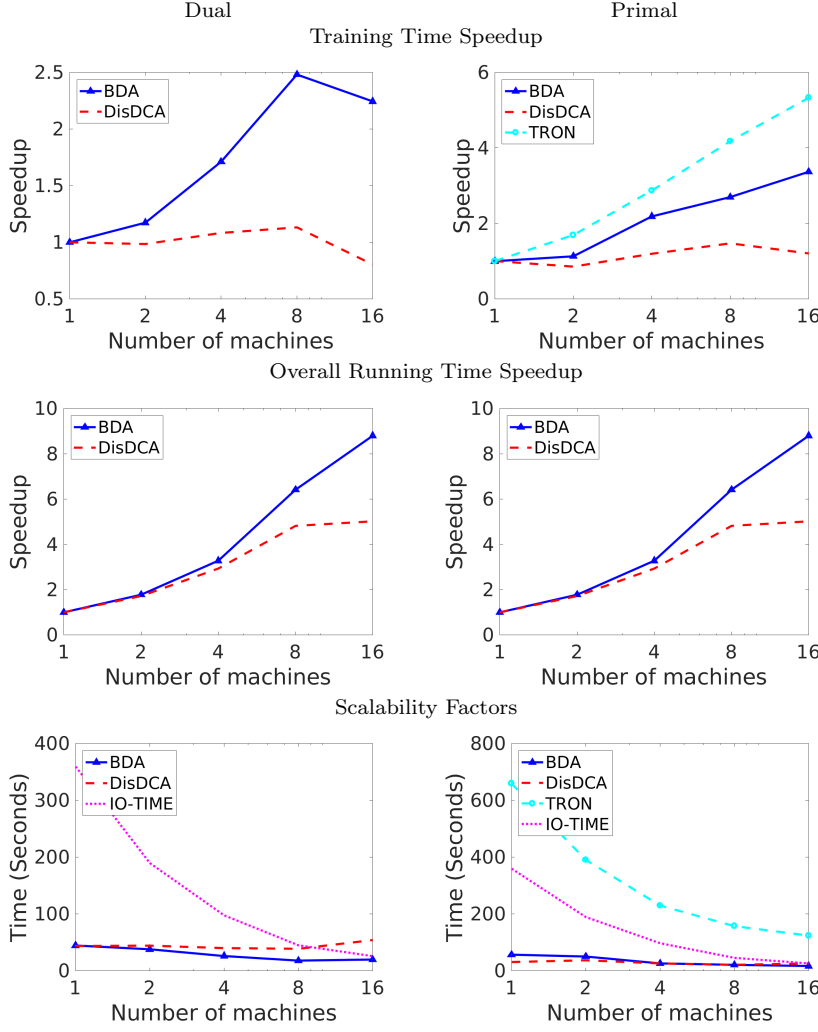 Dual
Primal
Training Time Speedup
2.5
2
1.5
1
0.5
Speedup
BDA
DisDCA
1 2 4 8 16
Number of machines
6
4
2
0
Speedup
BDA
DisDCA
TRON
1 2 4 8 16
Number of machines
Overall Running Time Speedup
10
8
6
4
2
0
Speedup
BDA
DisDCA
1 2 4 8 16
Number of machines
10
8
6
4
2
0
Speedup
BDA
DisDCA
1 2 4 8 16
Number of machines
Scalability Factors
400
300
200
100
0
Time (Seconds)
BDA
DisDCA
IO-TIME
1 2 4 8 16
Number of machines
800
600
400
200
0
Time (Seconds)
BDA
DisDCA
TRON
IO-TIME
1 2 4 8 16
Number of machines